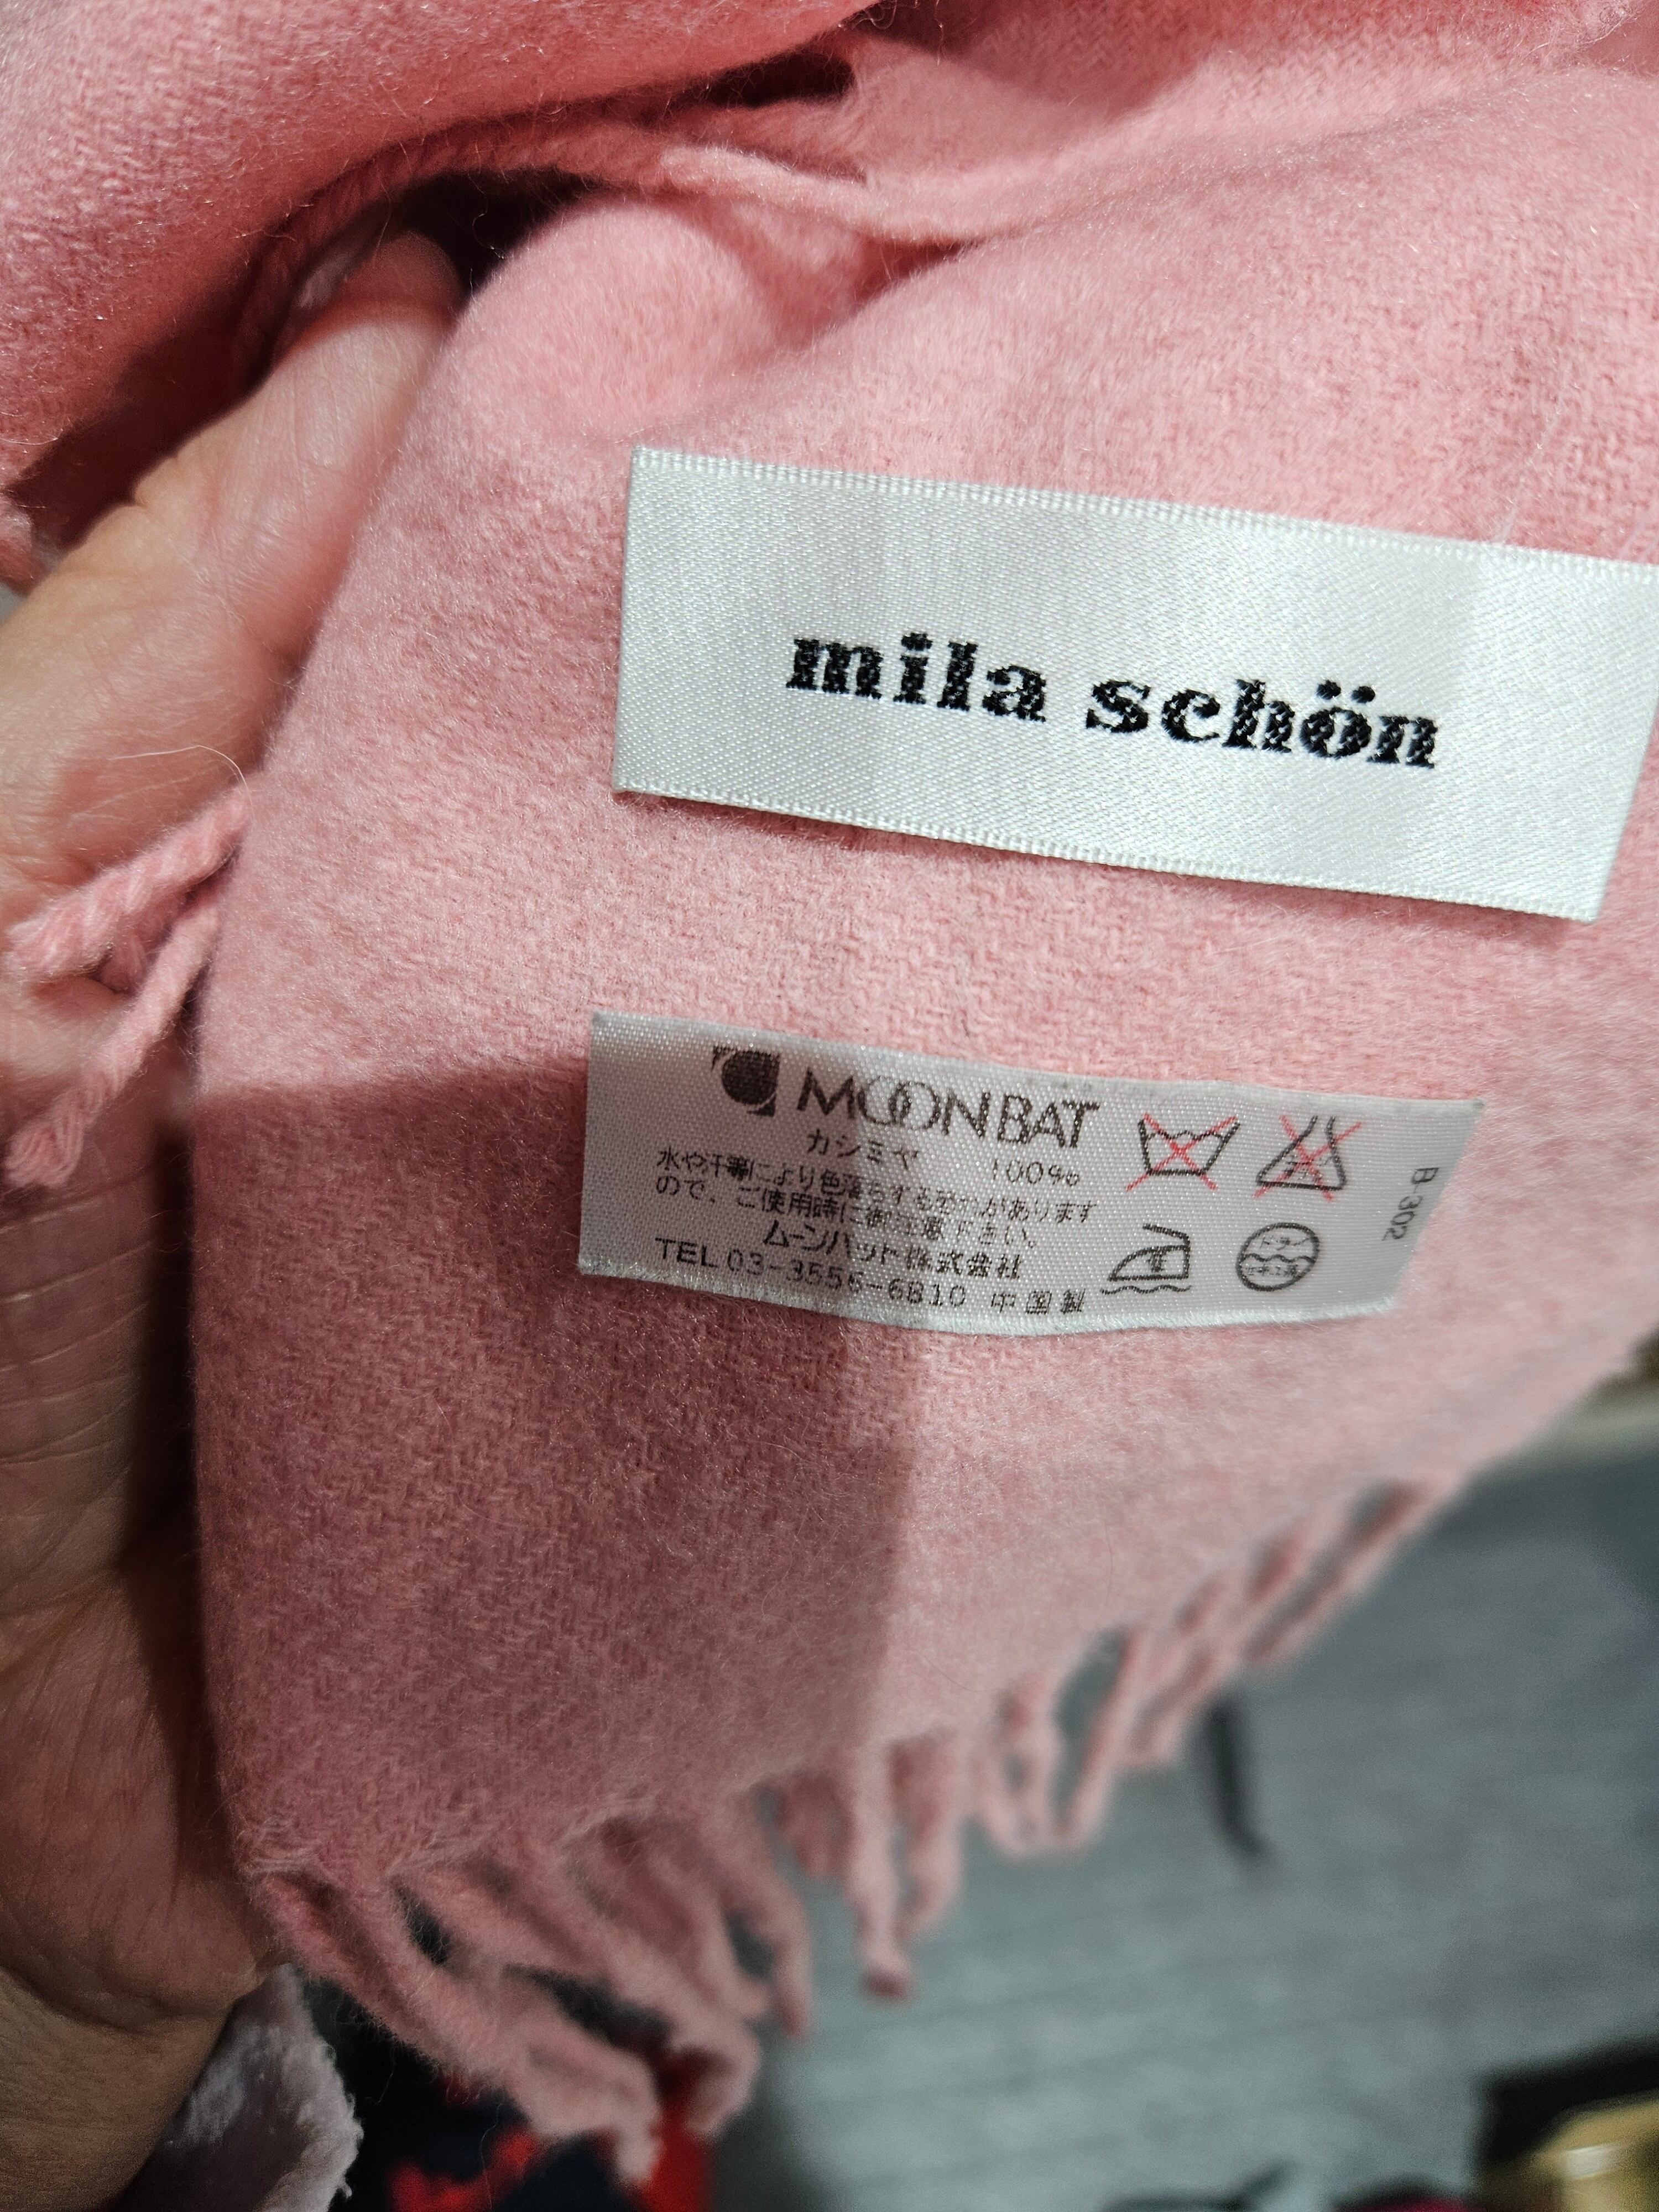 mila schön
MOONBAT
カシミヤ 100%
水や汗等により色落ちする恐れがあります
ので、ご使用時に御注意下さい。
ムーンバット株式会社
TEL 03-3556-6810 中国製
B 302